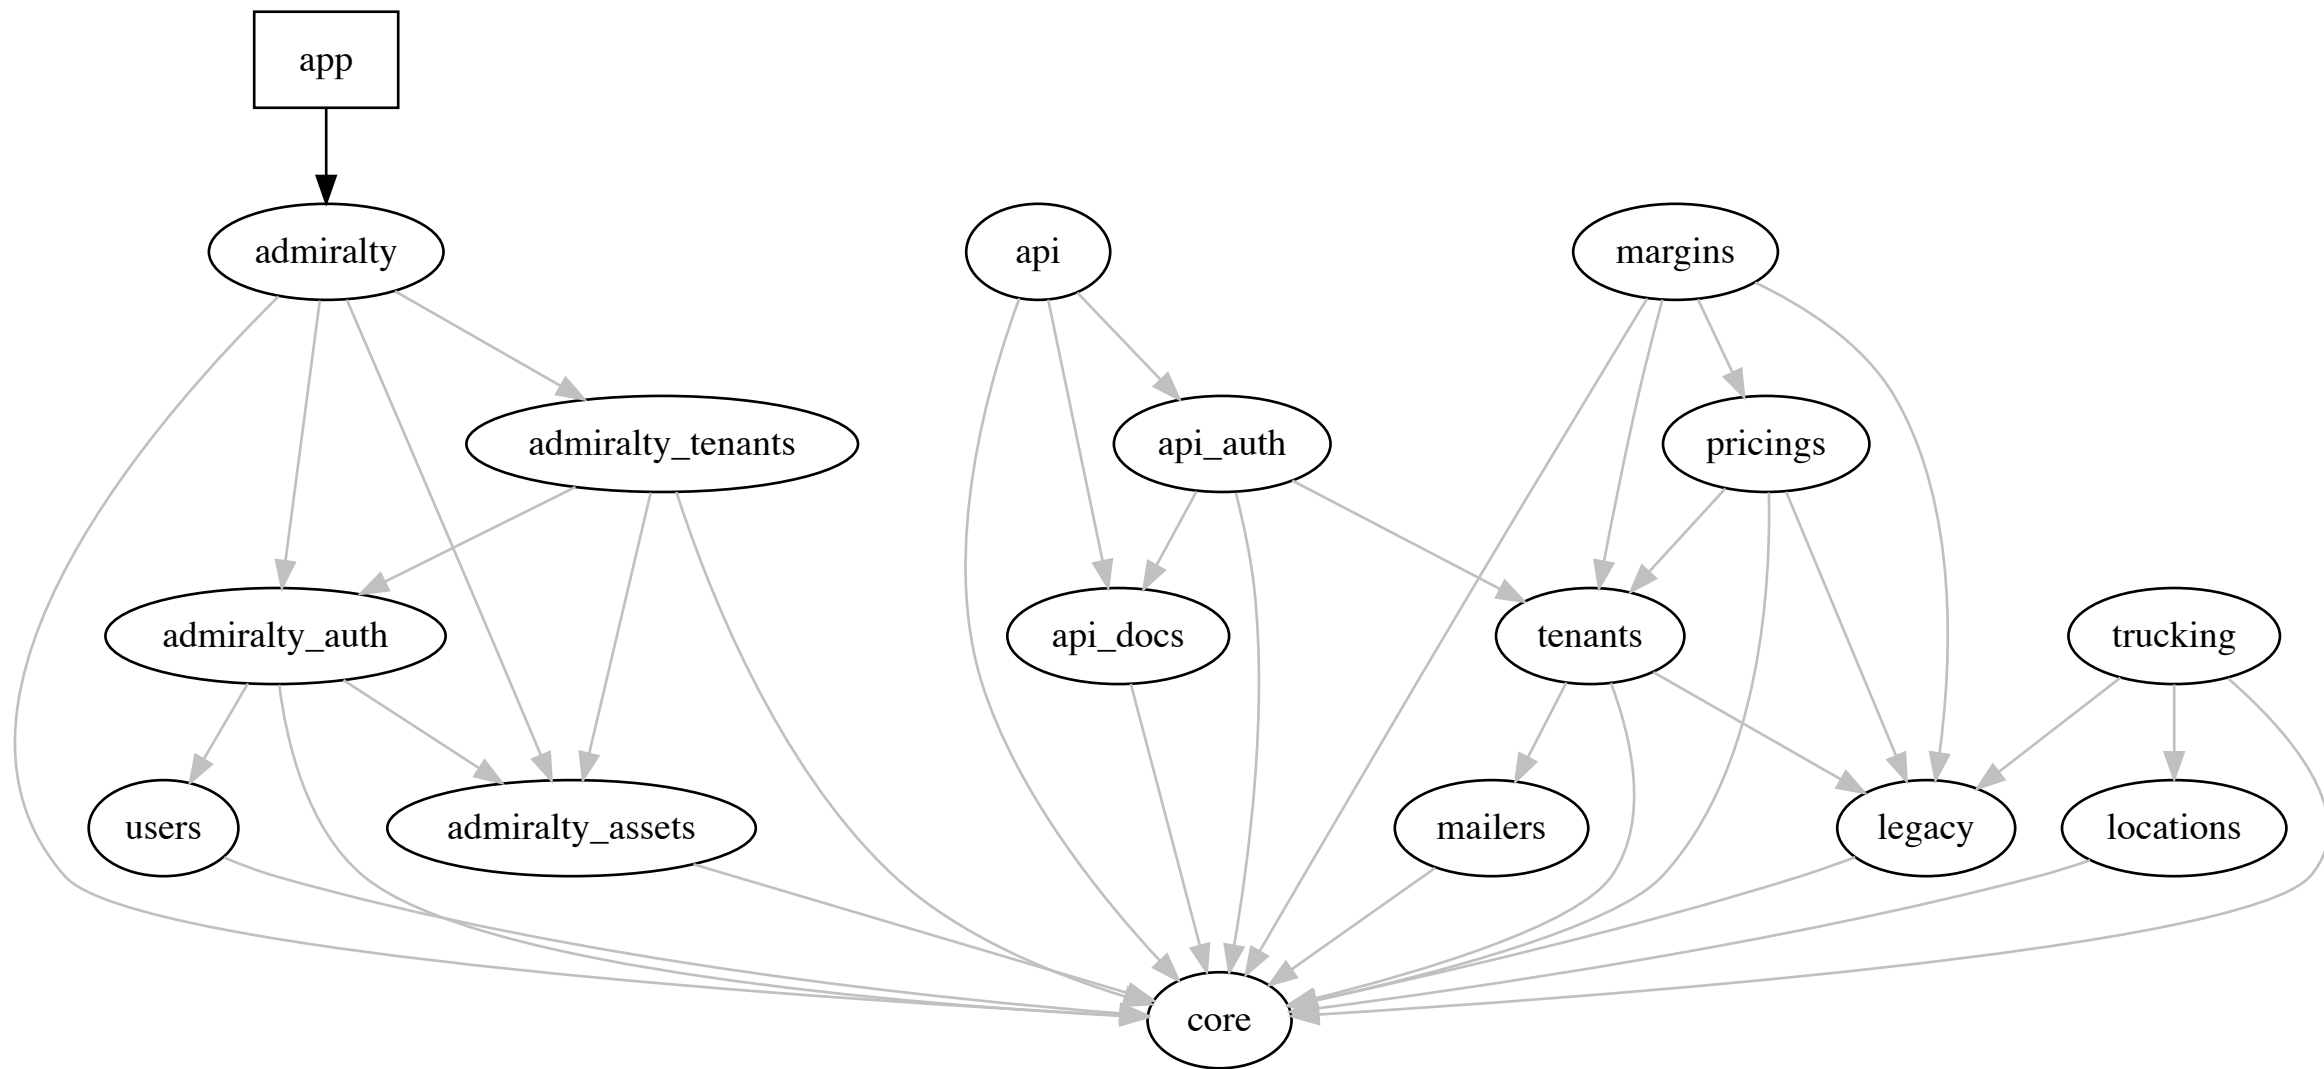 app
admiralty
api
margins
admiralty_tenants
api_auth
pricings
admiralty_auth
api_docs
tenants
trucking
users
admiralty_assets
mailers
legacy
locations
core